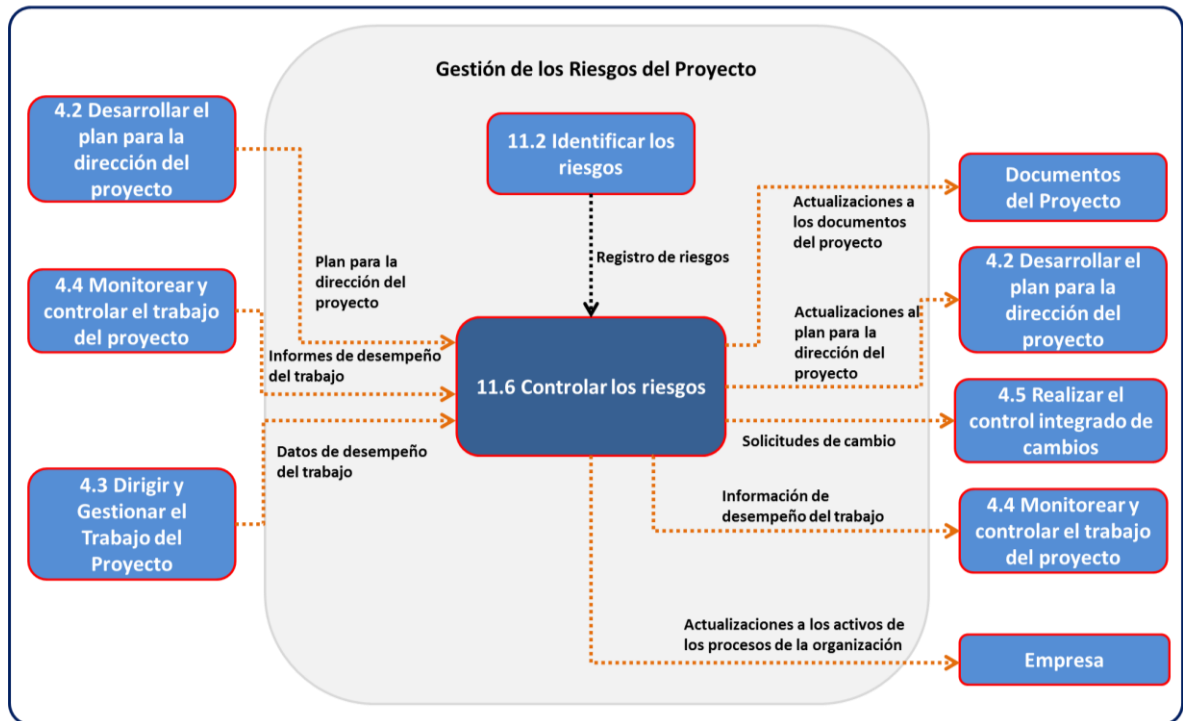 Gestión de los Riesgos del Proyecto
4.2 Desarrollar el
plan para la
dirección del
proyecto
11.2 Identificar los
riesgos
Documentos
del Proyecto
Actualizaciones a
los documentos
del proyecto
Plan para la
dirección del
proyecto
Registro de riesgos
4.2 Desarrollar el
plan para la
dirección del
proyecto
4.4 Monitorear y
controlar el trabajo
del proyecto
Actualizaciones al
plan para la
dirección del
proyecto
Informes de desempeño
del trabajo
11.6 Controlar los riesgos
4.5 Realizar el
control integrado de
cambios
Solicitudes de cambio
Datos de desempeño
del trabajo
4.3 Dirigir y
Gestionar el
Trabajo del
Proyecto
Información de
desempeño del trabajo
4.4 Monitorear y
controlar el trabajo
del proyecto
Actualizaciones a los activos de
los procesos de la organización
Empresa